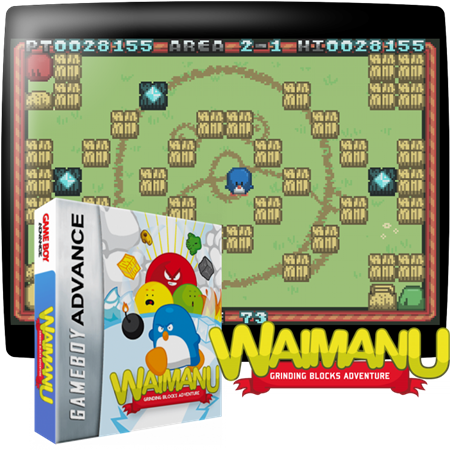 PT0028155 AREA 2-1 HI0028155
73
WAIMANU
GRINDING BLOCKS ADVENTURE
GAME BOY ADVANCE
GAMEBOY ADVANCE
WAIMANU
WAIMANU
GRINDING BLOCKS ADVENTURE